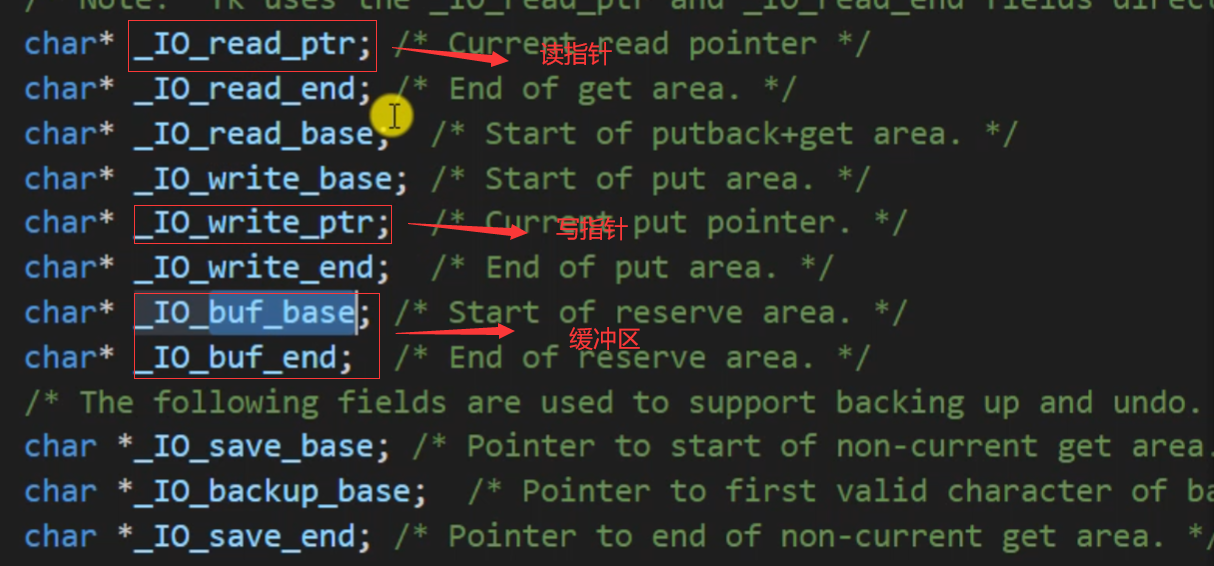 /* Note: Tk uses the _IO_read_ptr and _IO_read_end fields direc
char* _IO_read_ptr; /* Current read pointer */ 读指针
char* _IO_read_end; /* End of get area. */
char* _IO_read_base; /* Start of putback+get area. */
char* _IO_write_base; /* Start of put area. */
char* _IO_write_ptr; /* Current put pointer. */ 写指针
char* _IO_write_end; /* End of put area. */
char* _IO_buf_base; /* Start of reserve area. */
缓冲区
char* _IO_buf_end; /* End of reserve area. */
/* The following fields are used to support backing up and undo.
char *_IO_save_base; /* Pointer to start of non-current get area.
char *_IO_backup_base; /* Pointer to first valid character of ba
char *_IO_save_end; /* Pointer to end of non-current get area. */